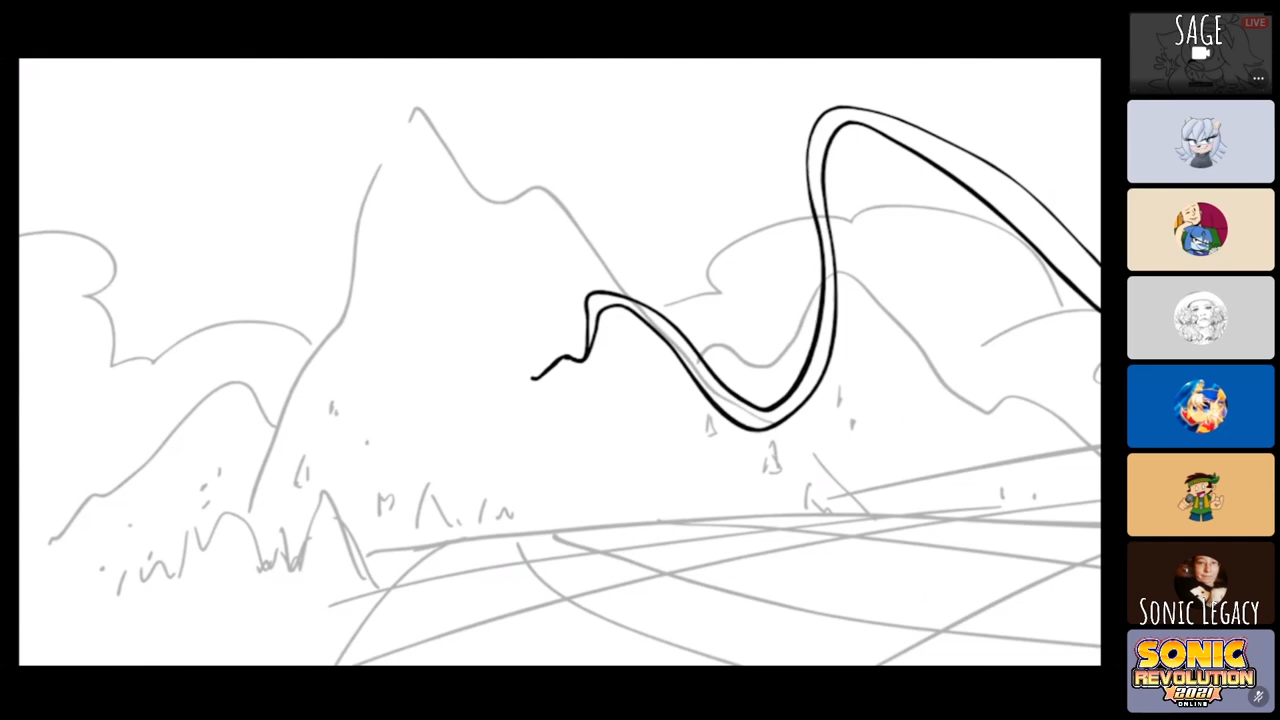 SAGE
LIVE
SONIC LEGACY
SONIC
REVOLUTION
2021
ONLINE